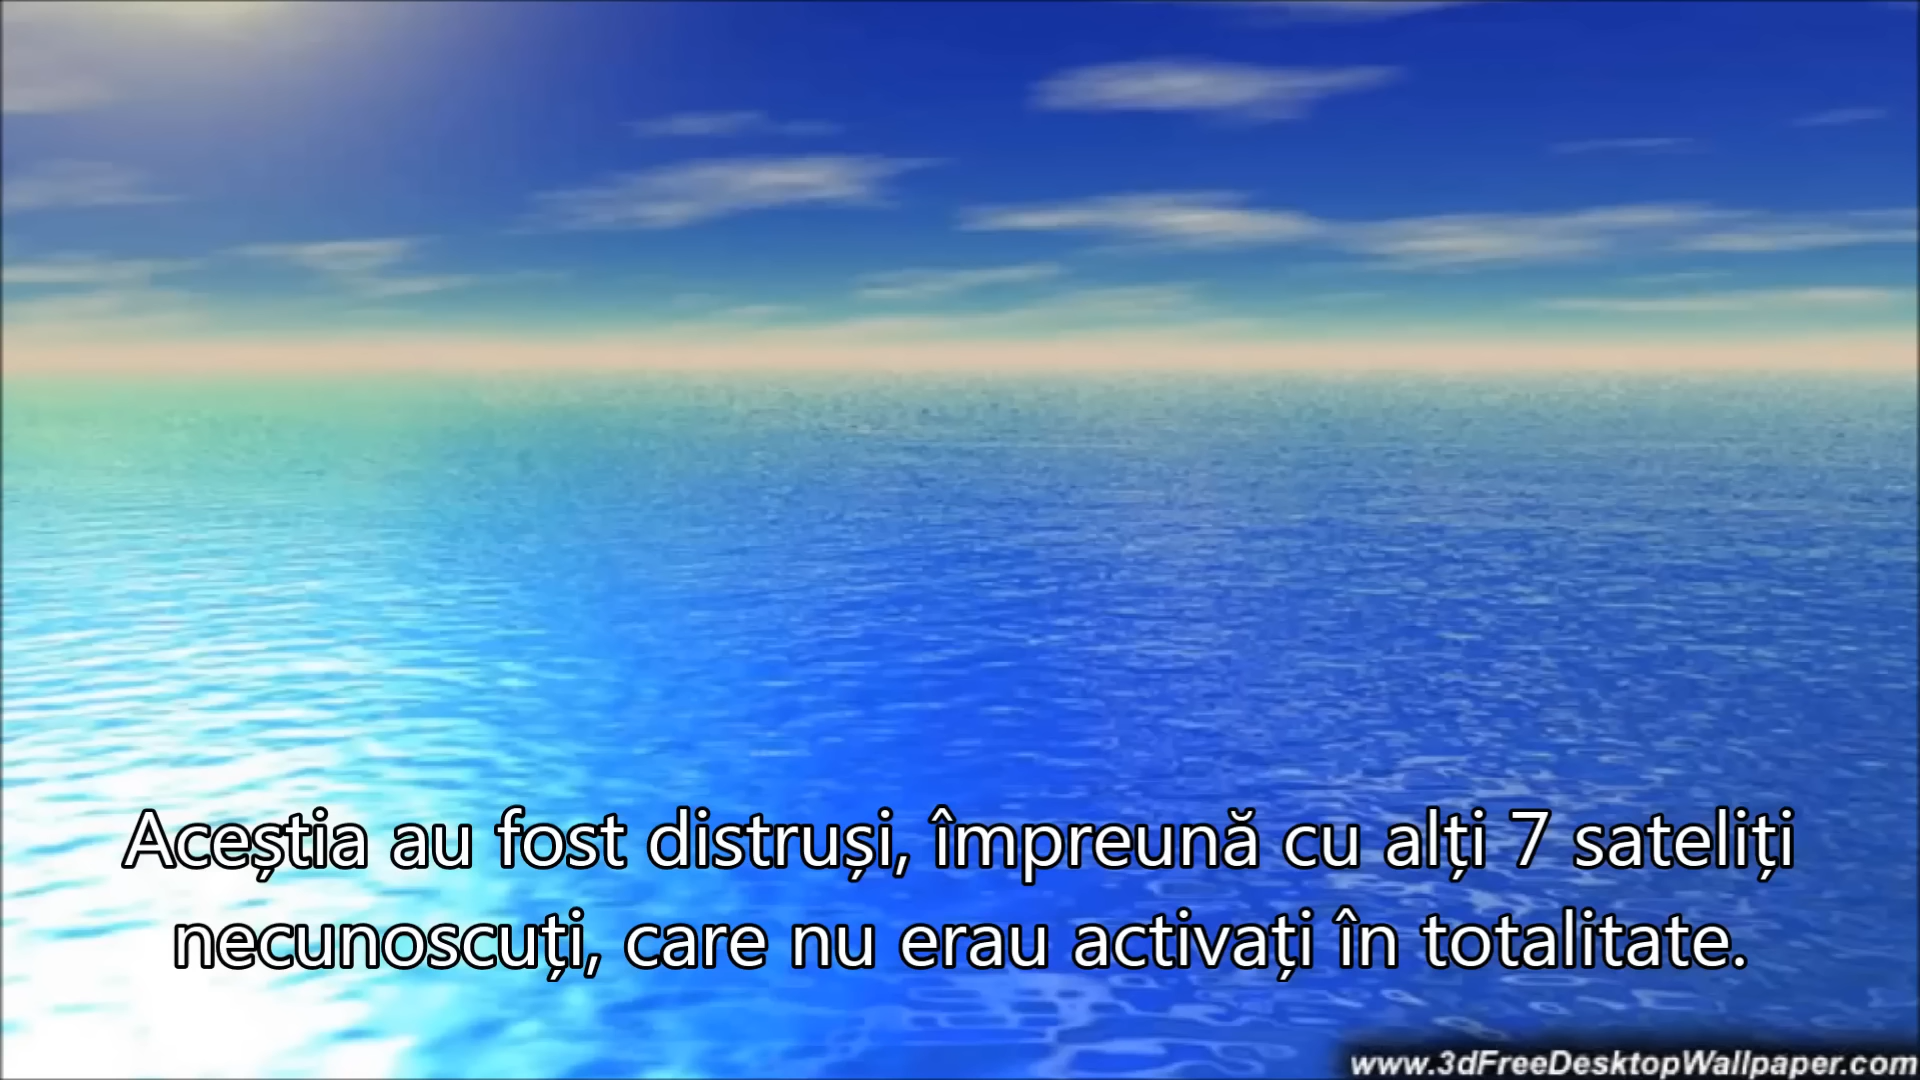 Aceștia au fost distruși, împreună cu alți 7 sateliți
necunoscuți, care nu erau activați în totalitate.
www.3dFreeDesktopWallpaper.com